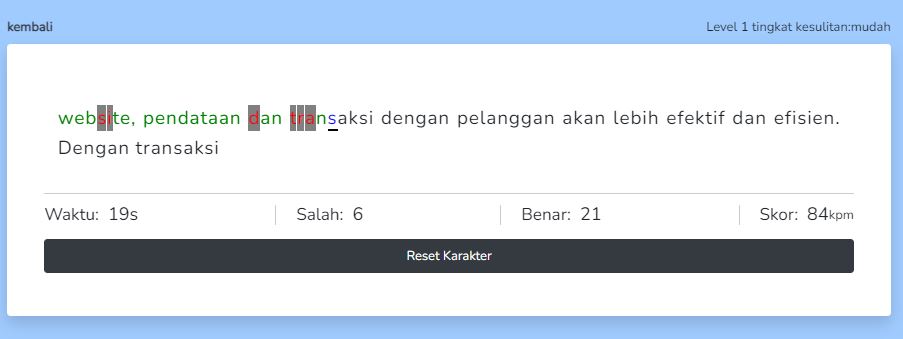 kembali
Level 1 tingkat kesulitan:mudah
website, pendataan dan transaksi dengan pelanggan akan lebih efektif dan efisien.
Dengan transaksi
Waktu: 19s
Salah: 6
Benar: 21
Skor: 84kpm
Reset Karakter